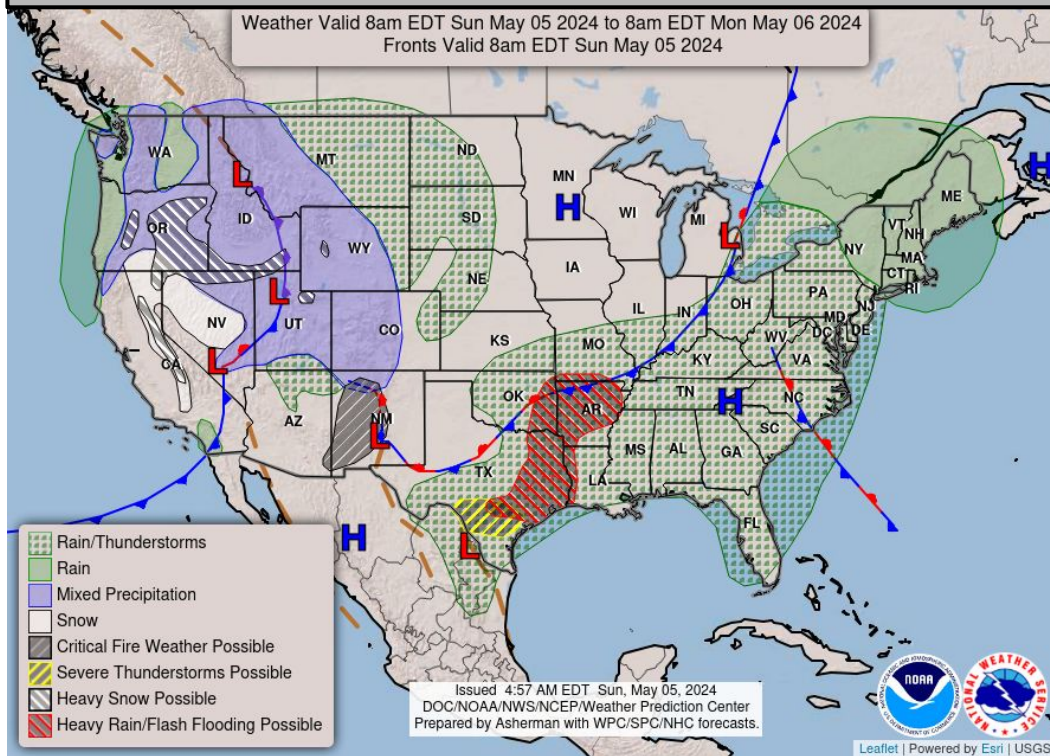 Weather Valid 8am EDT Sun May 05 2024 to 8am EDT Mon May 06 2024
Fronts Valid 8am EDT Sun May 05 2024
WA
MT
ND
MN
ME
L
H
H
OR
ID
SD
WI
MI
VT
NH
WY
L
NY
MA
CT
RI
L
NE
IA
PA
NJ
NV
UT
CO
IL
IN
OH
MD
DE
DC
WV
VA
CA
L
KS
MO
KY
AZ
NM
L
OK
AR
TN
H
NC
SC
TX
MS
AL
GA
LA
FL
H
L
Rain/Thunderstorms
Rain
Mixed Precipitation
Snow
Critical Fire Weather Possible
Severe Thunderstorms Possible
Heavy Snow Possible
Heavy Rain/Flash Flooding Possible
Issued 4:57 AM EDT Sun, May 05, 2024
DOC/NOAA/NWS/NCEP/Weather Prediction Center
Prepared by Asherman with WPC/SPC/NHC forecasts.
NOAA
NATIONAL WEATHER SERVICE
Leaflet | Powered by Esri | USGS